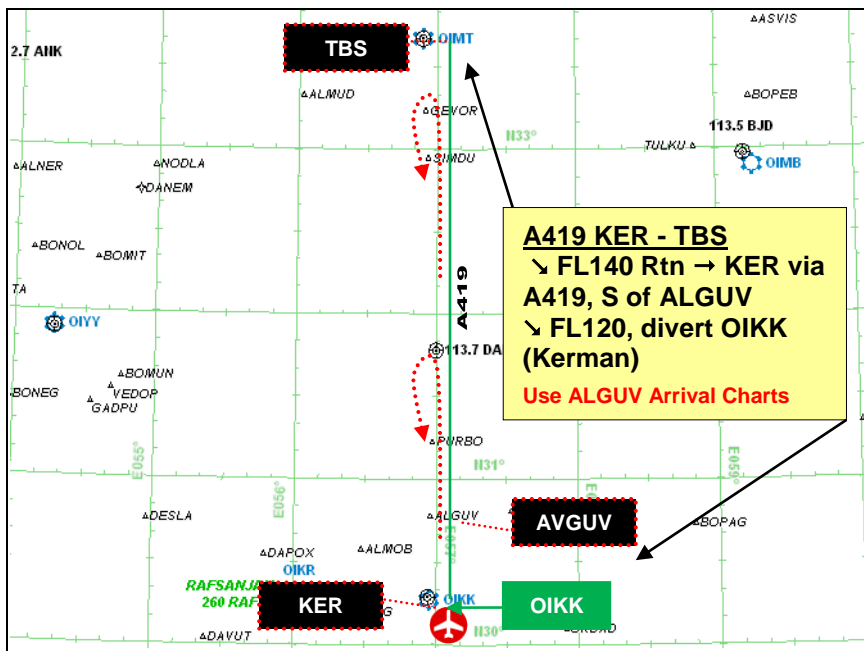 ASVIS
TBS
OIMT
2.7 ANK
ALMUD
BOPEB
GEVOR
113.5 BJD
N33°
TULKU
SIMDU
ALNER
NODLA
OIMB
DANEM
A419 KER - TBS
↘ FL140 Rtn → KER via
A419, S of ALGUV
↘ FL120, divert OIKK
(Kerman)
Use ALGUV Arrival Charts
BONOL
BOMIT
A419
TA
OIYY
113.7 DA
BOMUN
VEDOP
BONEG
GADPU
PURBO
E055°
E056°
N31°
E059°
DESLA
ALGUV
AVGUV
BOPAG
E057°
DAPOX
ALMOB
OIKR
RAFSANJA
260 RAF
KER
G
OIKK
OIKK
DAVUT
N30°